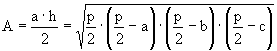 A = a · h / 2 = √( p/2 · ( p/2 − a ) · ( p/2 − b ) · ( p/2 − c ) )